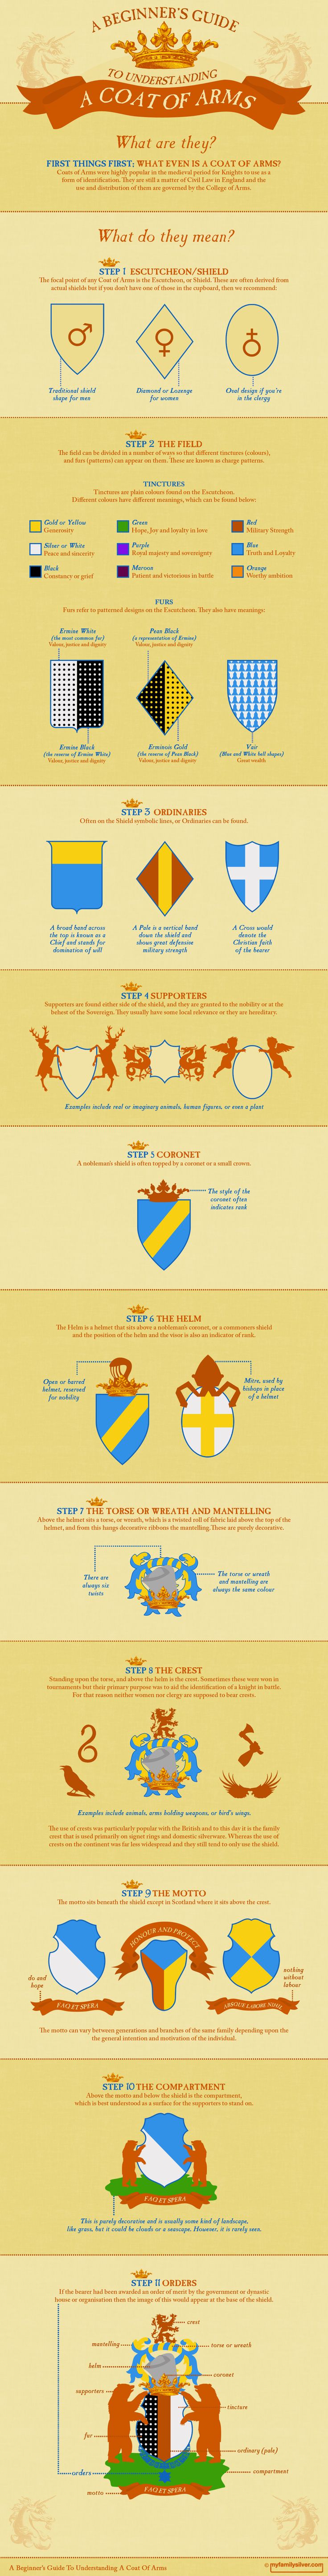 A BEGINNER'S GUIDE
TO UNDERSTANDING
A COAT OF ARMS
What are they?
FIRST THINGS FIRST: WHAT EVEN IS A COAT OF ARMS?
Coats of Arms were highly popular in the medieval period for Knights to use as a
form of identification. They are still a matter of Civil Law in England and the
use and distribution of them are governed by the College of Arms.
What do they mean?
STEP 1 ESCUTCHEON/SHIELD
The focal point of any Coat of Arms is the Escutcheon, or Shield. These are often derived from
actual shields but if you don't have one of those in the cupboard, then we recommend:
Traditional shield
shape for men
Diamond or Lozenge
for women
Oval design if you're
in the clergy
STEP 2 THE FIELD
The field can be divided in a number of ways so that different tinctures (colours),
and furs (patterns) can appear on them. These are known as charge patterns.
TINCTURES
Tinctures are plain colours found on the Escutcheon.
Different colours have different meanings, which can be found below:
Gold or Yellow
Generosity
Green
Hope, Joy and loyalty in love
Red
Military Strength
Silver or White
Peace and sincerity
Purple
Royal majesty and sovereignty
Blue
Truth and Loyalty
Black
Constancy or grief
Maroon
Patient and victorious in battle
Orange
Worthy ambition
FURS
Furs refer to patterned designs on the Escutcheon. They also have meanings:
Ermine White
(the most common fur)
Valour, justice and dignity
Pean Black
(a representation of Ermine)
Valour, justice and dignity
Ermine Black
(the reserve of Ermine White)
Valour, justice and dignity
Erminois Gold
(the reserve of Pean Black)
Valour, justice and dignity
Vair
(Blue and White bell shapes)
Great wealth
STEP 3 ORDINARIES
Often on the Shield symbolic lines, or Ordinaries can be found.
A broad band across
the top is known as a
Chief and stands for
domination of will
A Pale is a vertical band
down the shield and
shows great defensive
military strength
A Cross would
denote the
Christian faith
of the bearer
STEP 4 SUPPORTERS
Supporters are found either side of the shield, and they are granted to the nobility or at the
behest of the Sovereign. They usually have some local relevance or they are hereditary.
Examples include real or imaginary animals, human figures, or even a plant
STEP 5 CORONET
A nobleman's shield is often topped by a coronet or a small crown.
The style of the
coronet often
indicates rank
STEP 6 THE HELM
The Helm is a helmet that sits above a nobleman's coronet, or a commoners shield
and the position of the helm and the visor is also an indicator of rank.
Open or barred
helmet, reserved
for nobility
Mitre, used by
bishops in place
of a helmet
STEP 7 THE TORSE OR WREATH AND MANTELLING
Above the helmet sits a torse, or wreath, which is a twisted roll of fabric laid above the top of the
helmet, and from this hangs decorative ribbons the mantelling. These are purely decorative.
There are
always six
twists
The torse or wreath
and mantelling are
always the same colour
STEP 8 THE CREST
Standing upon the torse, and above the helm is the crest. Sometimes these were won in
tournaments but their primary purpose was to aid the identification of a knight in battle.
For that reason neither women nor clergy are supposed to bear crests.
Examples include animals, arms holding weapons, or bird's wings.
The use of crests was particularly popular with the British and to this day it is the family
crest that is used primarily on signet rings and domestic silverware. Whereas the use of
crests on the continent was far less widespread and they still tend to only use the shield.
STEP 9 THE MOTTO
The motto sits beneath the shield except in Scotland where it sits above the crest.
HONOUR AND PROTECT
do and
hope
FAQ ET SPERA
nothing
without
labour
ABSQUE LABORE NIHIL
The motto can vary between generations and branches of the same family depending upon the
the general intention and motivation of the individual.
STEP 10 THE COMPARTMENT
Above the motto and below the shield is the compartment,
which is best understood as a surface for the supporters to stand on.
FAQ ET SPERA
This is purely decorative and is usually some kind of landscape,
like grass, but it could be clouds or a seascape. However, it is rarely seen.
STEP 11 ORDERS
If the bearer had been awarded an order of merit by the government or dynastic
house or organisation then the image of this would appear at the base of the shield.
crest
mantelling
torse or wreath
helm
coronet
supporters
tincture
fur
ordinary (pale)
orders
compartment
motto
FAQ ET SPERA
A Beginner's Guide To Understanding A Coat Of Arms
© myfamilysilver.com